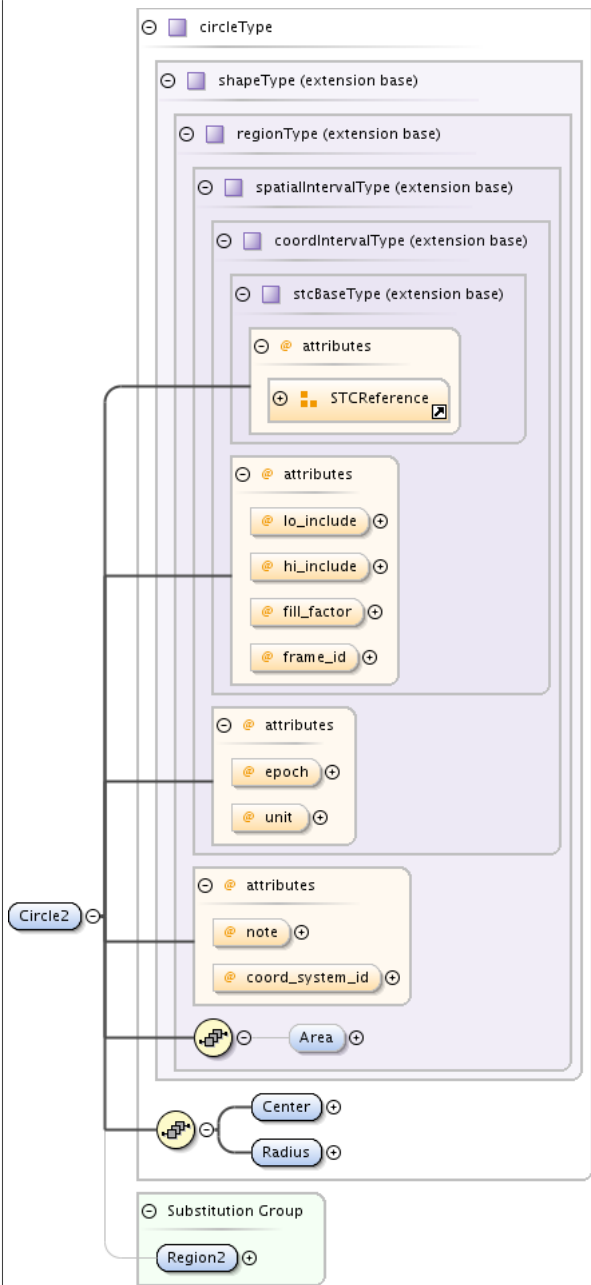 circleType
shapeType (extension base)
regionType (extension base)
spatialIntervalType (extension base)
coordIntervalType (extension base)
stcBaseType (extension base)
@ attributes
STCReference
@ attributes
@ lo_include
@ hi_include
@ fill_factor
@ frame_id
@ attributes
@ epoch
@ unit
@ attributes
Circle2
@ note
@ coord_system_id
Area
Center
Radius
Substitution Group
Region2